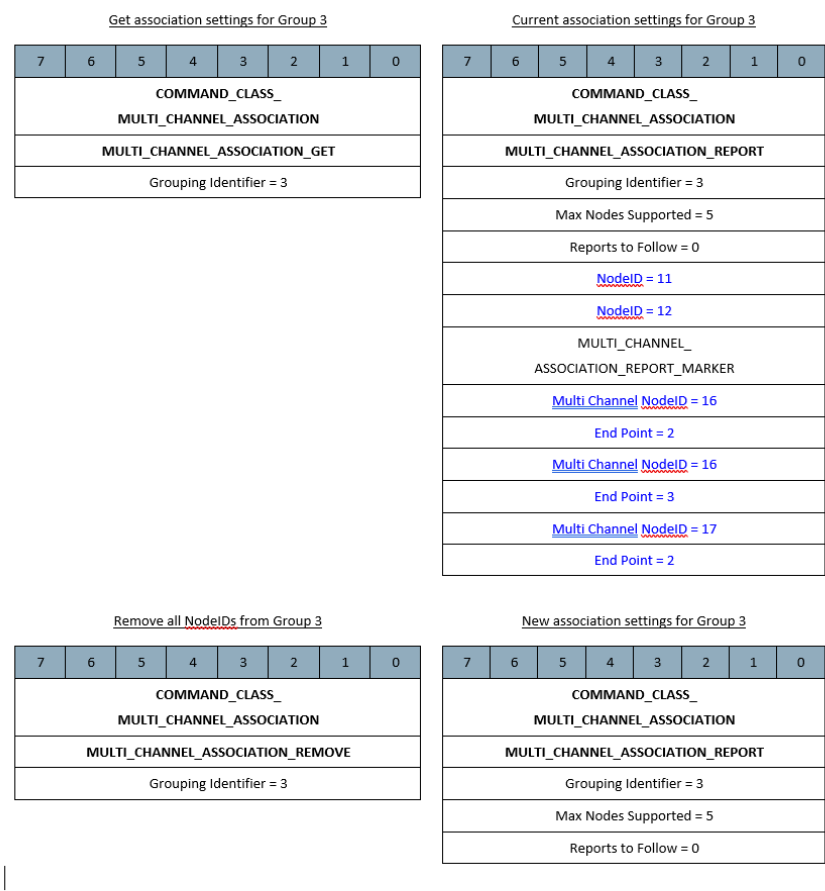 Get association settings for Group 3
7 6 5 4 3 2 1 0
COMMAND_CLASS_
MULTI_CHANNEL_ASSOCIATION
MULTI_CHANNEL_ASSOCIATION_GET
Grouping Identifier = 3
Current association settings for Group 3
7 6 5 4 3 2 1 0
COMMAND_CLASS_
MULTI_CHANNEL_ASSOCIATION
MULTI_CHANNEL_ASSOCIATION_REPORT
Grouping Identifier = 3
Max Nodes Supported = 5
Reports to Follow = 0
NodeID = 11
NodeID = 12
MULTI_CHANNEL_
ASSOCIATION_REPORT_MARKER
Multi Channel NodeID = 16
End Point = 2
Multi Channel NodeID = 16
End Point = 3
Multi Channel NodeID = 17
End Point = 2
Remove all NodeIDs from Group 3
7 6 5 4 3 2 1 0
COMMAND_CLASS_
MULTI_CHANNEL_ASSOCIATION
MULTI_CHANNEL_ASSOCIATION_REMOVE
Grouping Identifier = 3
New association settings for Group 3
7 6 5 4 3 2 1 0
COMMAND_CLASS_
MULTI_CHANNEL_ASSOCIATION
MULTI_CHANNEL_ASSOCIATION_REPORT
Grouping Identifier = 3
Max Nodes Supported = 5
Reports to Follow = 0